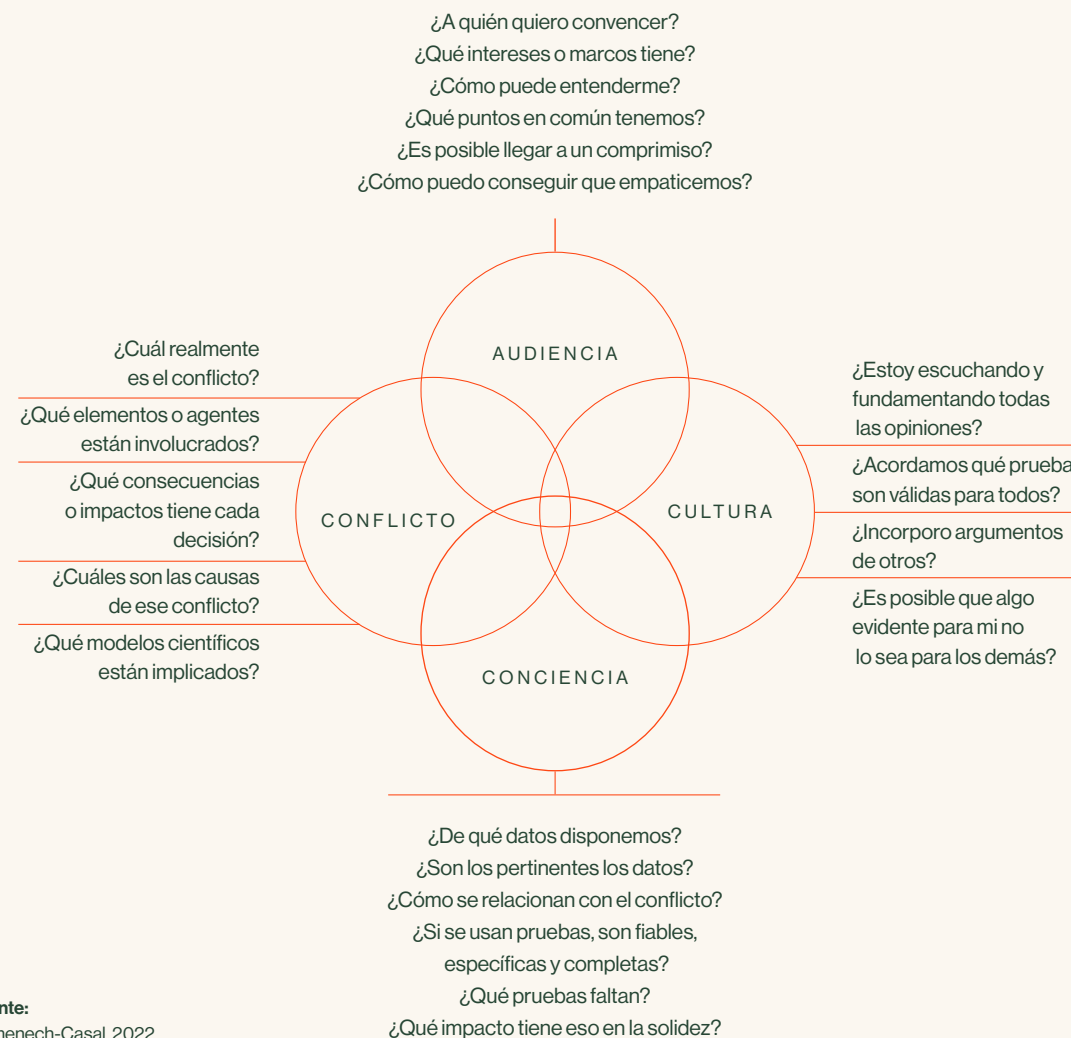 ¿A quién quiero convencer?
¿Qué intereses o marcos tiene?
¿Cómo puede entenderme?
¿Qué puntos en común tenemos?
¿Es posible llegar a un comprimiso?
¿Cómo puedo conseguir que empaticemos?
AUDIENCIA
¿Cuál realmente
es el conflicto?
¿Qué elementos o agentes
están involucrados?
¿Qué consecuencias
o impactos tiene cada
decisión?
¿Cuáles son las causas
de ese conflicto?
¿Qué modelos científicos
están implicados?
CONFLICTO
CULTURA
¿Estoy escuchando y
fundamentando todas
las opiniones?
¿Acordamos qué prueba
son válidas para todos?
¿Incorporo argumentos
de otros?
¿Es posible que algo
evidente para mi no
lo sea para los demás?
CONCIENCIA
¿De qué datos disponemos?
¿Son los pertinentes los datos?
¿Cómo se relacionan con el conflicto?
¿Si se usan pruebas, son fiables,
específicas y completas?
¿Qué pruebas faltan?
¿Qué impacto tiene eso en la solidez?
nte:
enech-Casal, 2022